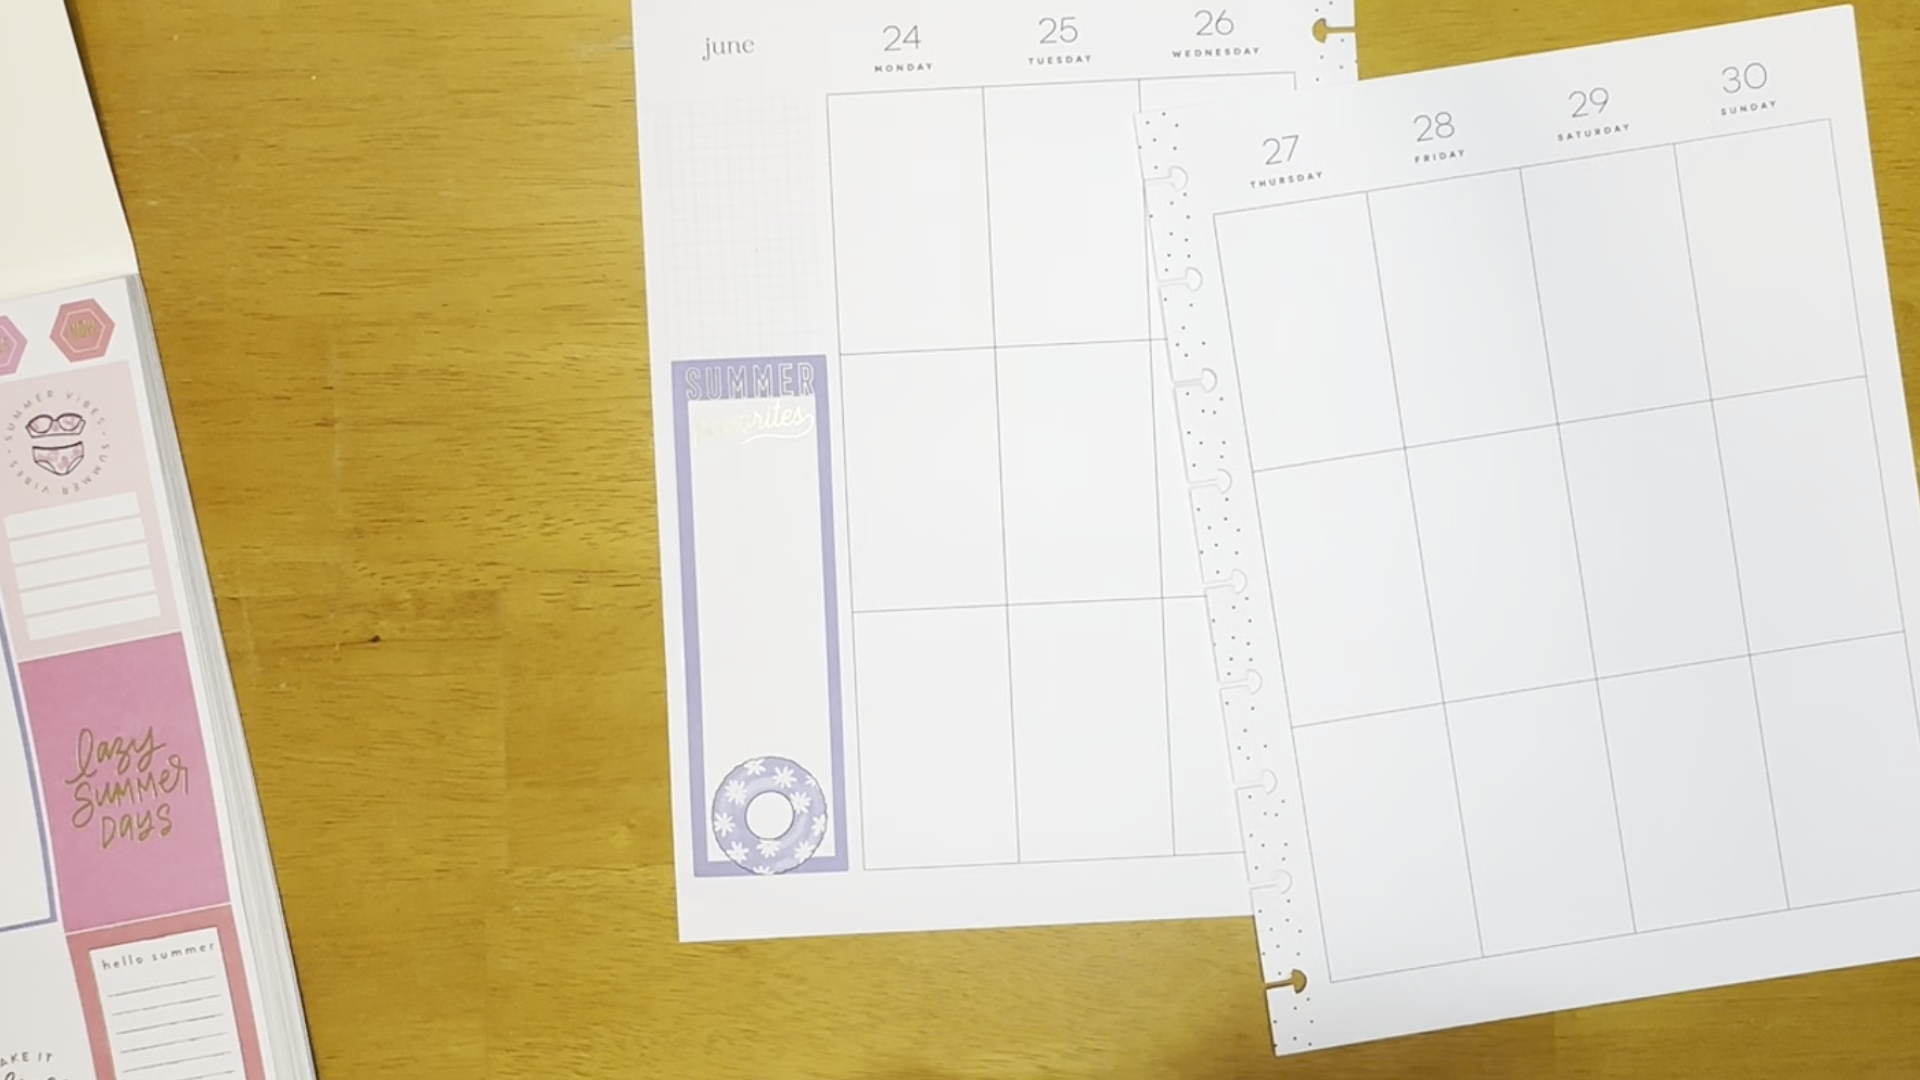 june
24
MONDAY
25
TUESDAY
26
WEDNESDAY
27
THURSDAY
28
FRIDAY
29
SATURDAY
30
SUNDAY
SUMMER
SUMMER VIBES · SUMMER VIBES ·
lazy
SUMMER
DAYS
hello summer